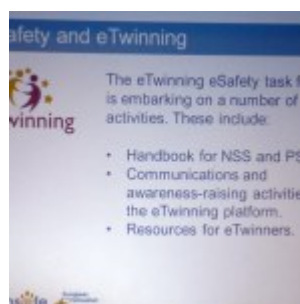 afety and eTwinning
The eTwinning eSafety task f
is embarking on a number of
activities. These include:
winning
• Handbook for NSS and PS
• Communications and
awareness-raising activitie
the eTwinning platform.
• Resources for eTwinners.